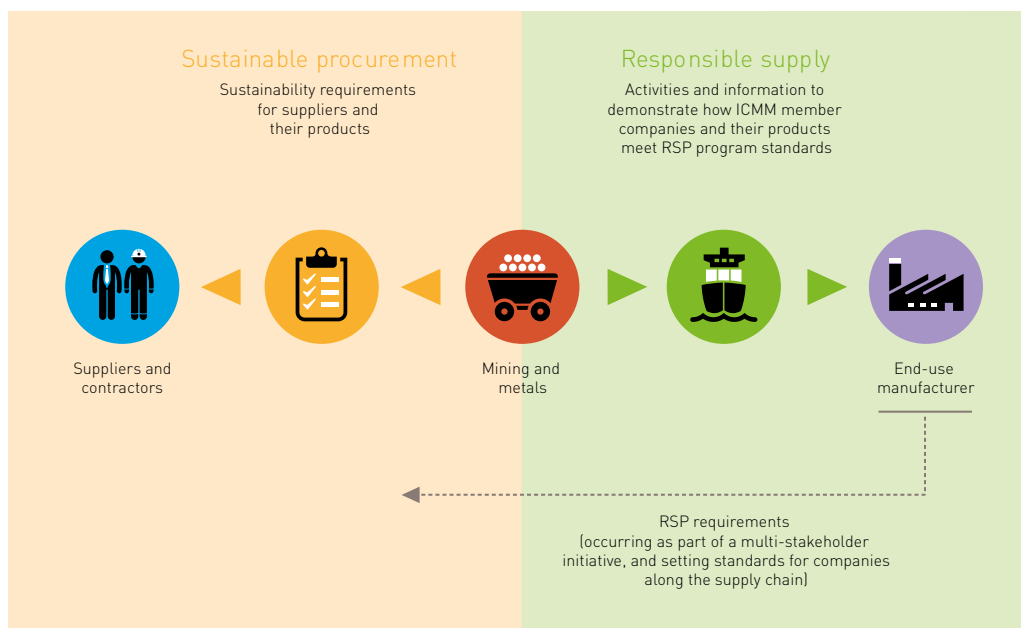 Sustainable procurement
Sustainability requirements
for suppliers and
their products
Responsible supply
Activities and information to
demonstrate how ICMM member
companies and their products
meet RSP program standards
Suppliers and
contractors
Mining and
metals
End-use
manufacturer
RSP requirements
(occurring as part of a multi-stakeholder
initiative, and setting standards for companies
along the supply chain)